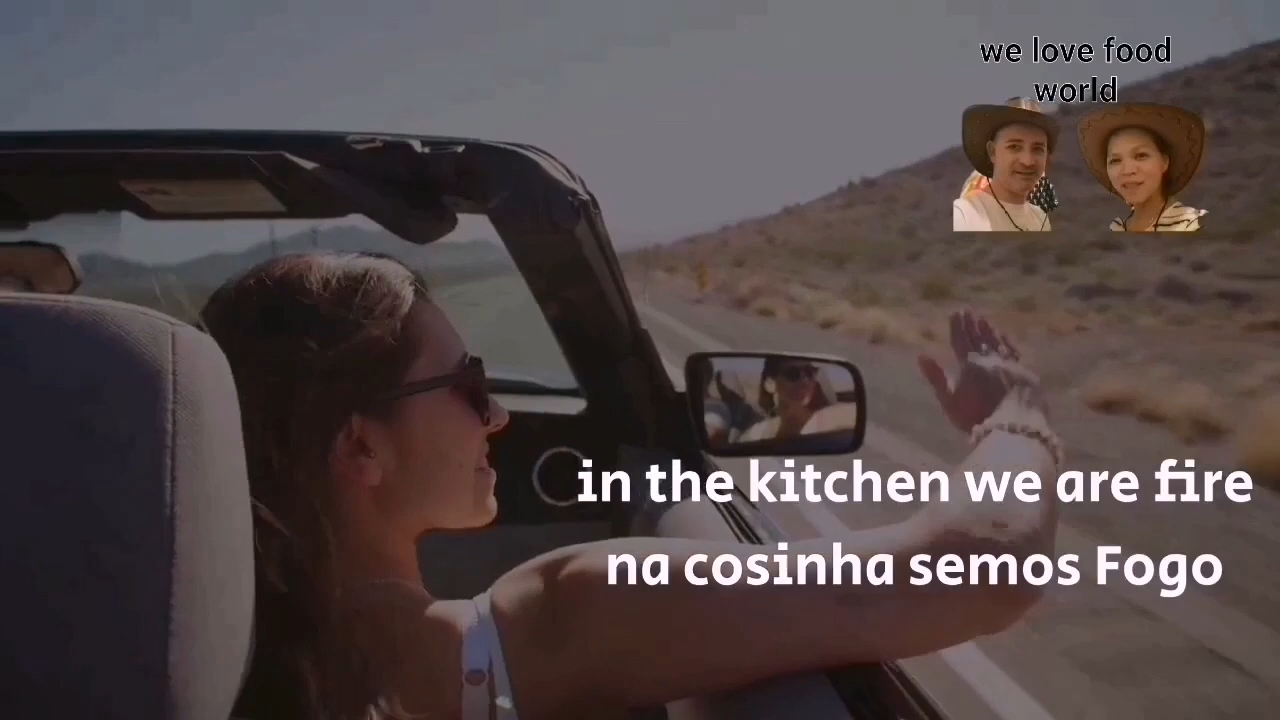 we love food
world
in the kitchen we are fire
na cosinha semos Fogo